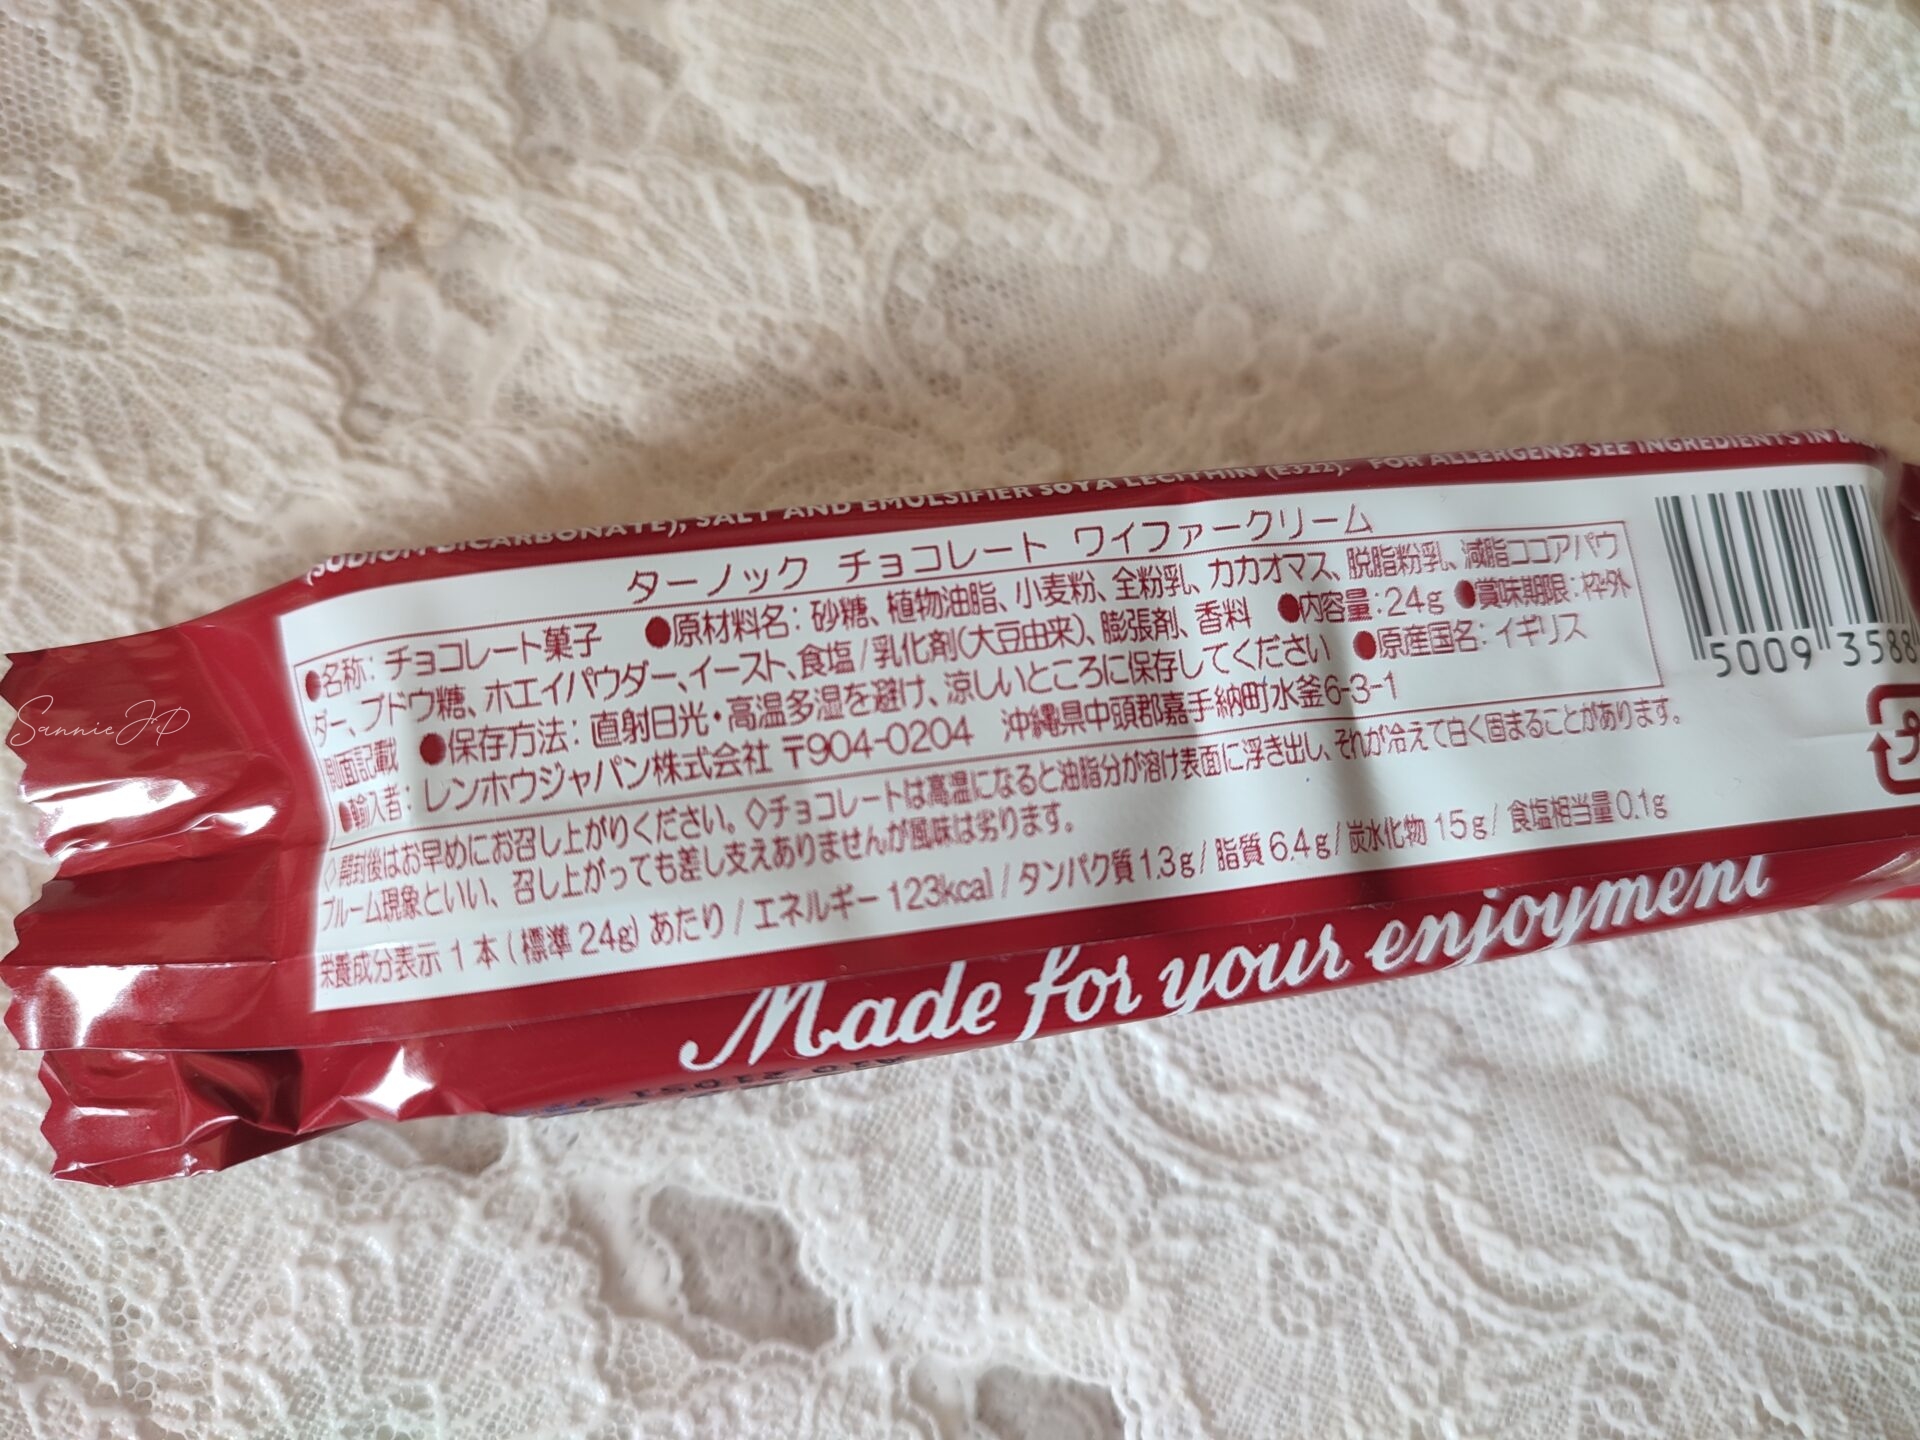 (SODIUM BICARBONATE), SALT AND EMULSIFIER SOYA LECITHIN (E322). FOR ALLERGENS: SEE INGREDIENTS IN
ターノック チョコレート ワイファークリーム
●名称：チョコレート菓子 ●原材料名：砂糖、植物油脂、小麦粉、全粉乳、カカオマス、脱脂粉乳、減脂ココアパウ
ダー、ブドウ糖、ホエイパウダー、イースト、食塩/乳化剤(大豆由来)、膨張剤、香料 ●内容量：24g ●賞味期限：枠外
側面記載 ●保存方法：直射日光・高温多湿を避け、涼しいところに保存してください ●原産国名：イギリス
●輸入者：レンホウジャパン株式会社 〒904-0204 沖縄県中頭郡嘉手納町水釜6-3-1
◇開封後はお早めにお召し上がりください。◇チョコレートは高温になると油脂分が溶け表面に浮き出し、それが冷えて白く固まることがあります。
ブルーム現象といい、召し上がっても差し支えありませんが風味は劣ります。
栄養成分表示 1本(標準24g)あたり/エネルギー 123kcal/タンパク質 1.3g/脂質 6.4g/炭水化物 15g/食塩相当量 0.1g
5009 3588
プ
Made for your enjoyment
SannieJP